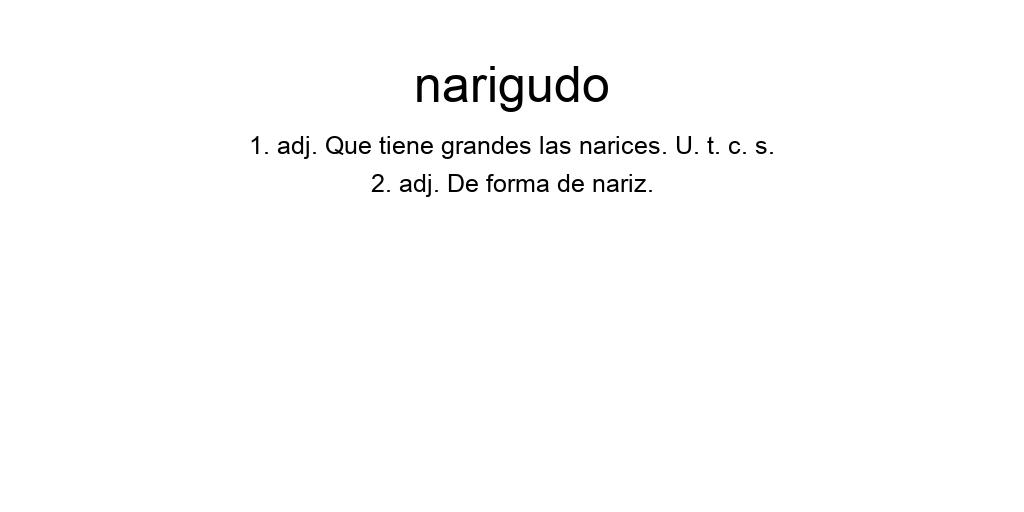 narigudo
1. adj. Que tiene grandes las narices. U. t. c. s.
2. adj. De forma de nariz.